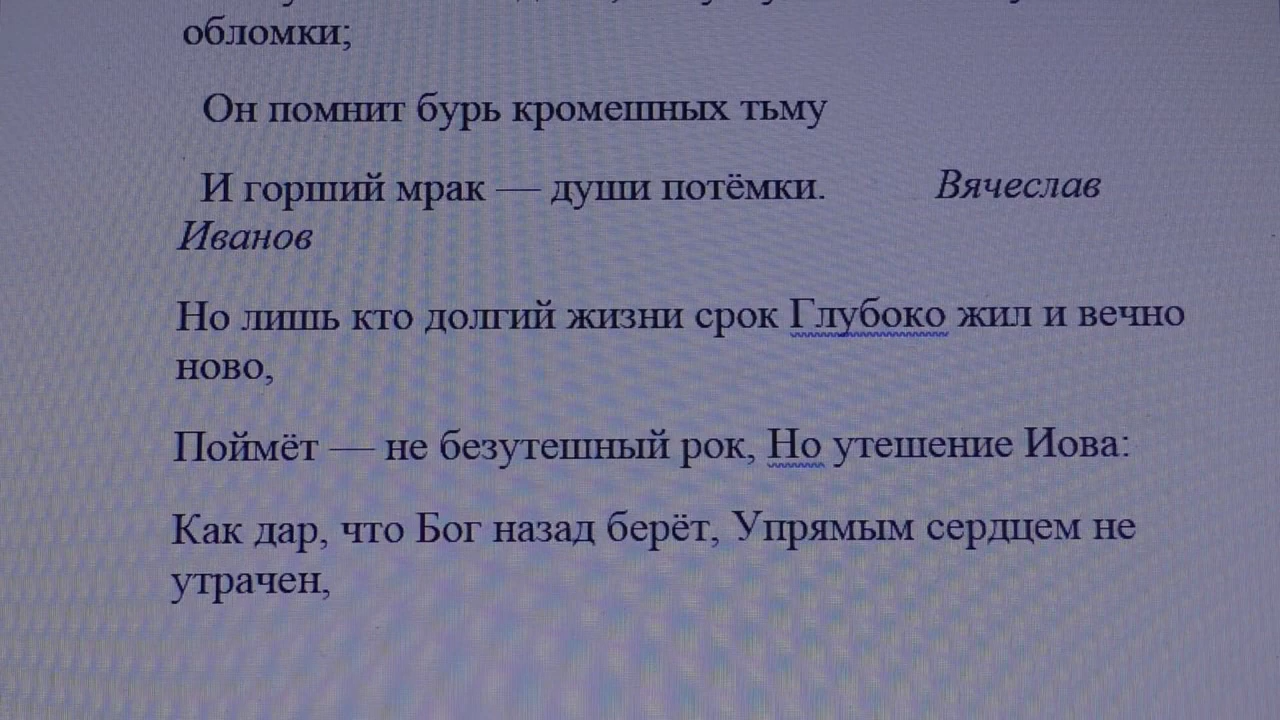 обломки;
Он помнит бурь кромешных тьму
И горший мрак — души потёмки. Вячеслав
Иванов
Но лишь кто долгий жизни срок Глубоко жил и вечно
ново,
Поймёт — не безутешный рок, Но утешение Иова:
Как дар, что Бог назад берёт, Упрямым сердцем не
утрачен,